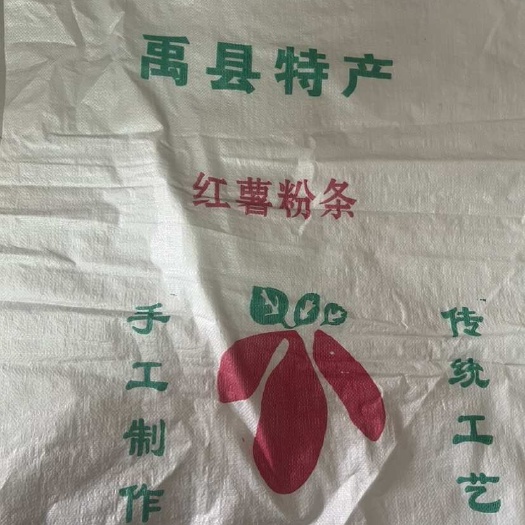 禹县特产
红薯粉条
手工制作
传统工艺